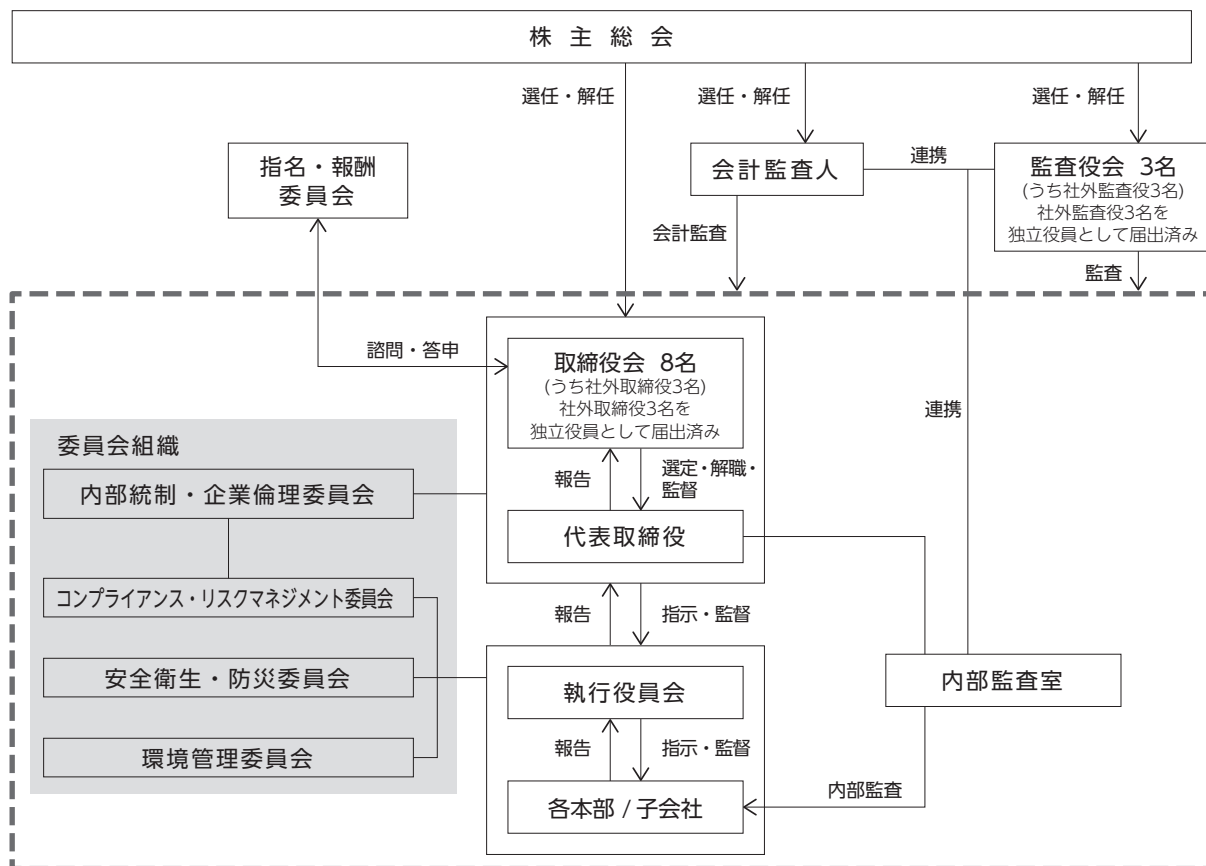 株主総会
選任・解任
選任・解任
選任・解任
指名・報酬
委員会
会計監査人
連携
監査役会 3名
(うち社外監査役3名)
社外監査役3名を
独立役員として届出済み
会計監査
監査
諮問・答申
取締役会 8名
(うち社外取締役3名)
社外取締役3名を
独立役員として届出済み
連携
委員会組織
内部統制・企業倫理委員会
報告
選定・解職・
監督
代表取締役
コンプライアンス・リスクマネジメント委員会
報告
指示・監督
安全衛生・防災委員会
執行役員会
内部監査室
環境管理委員会
報告
指示・監督
内部監査
各本部 / 子会社